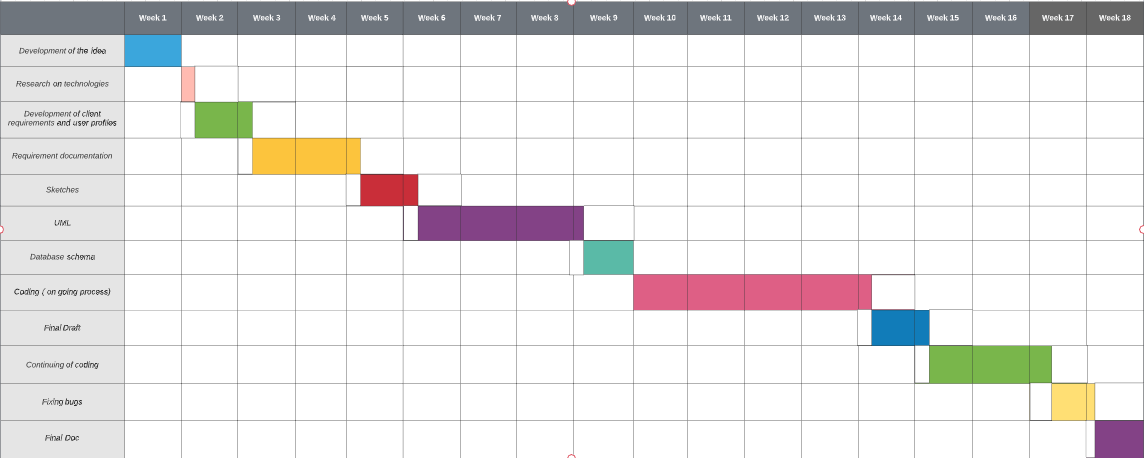 Week 1 Week 2 Week 3 Week 4 Week 5 Week 6 Week 7 Week 8 Week 9 Week 10 Week 11 Week 12 Week 13 Week 14 Week 15 Week 16 Week 17 Week 18
Development of the idea
Research on technologies
Development of client
requirements and user profiles
Requirement documentation
Sketches
UML
Database schema
Coding ( on going process)
Final Draft
Continuing of coding
Fixing bugs
Final Doc